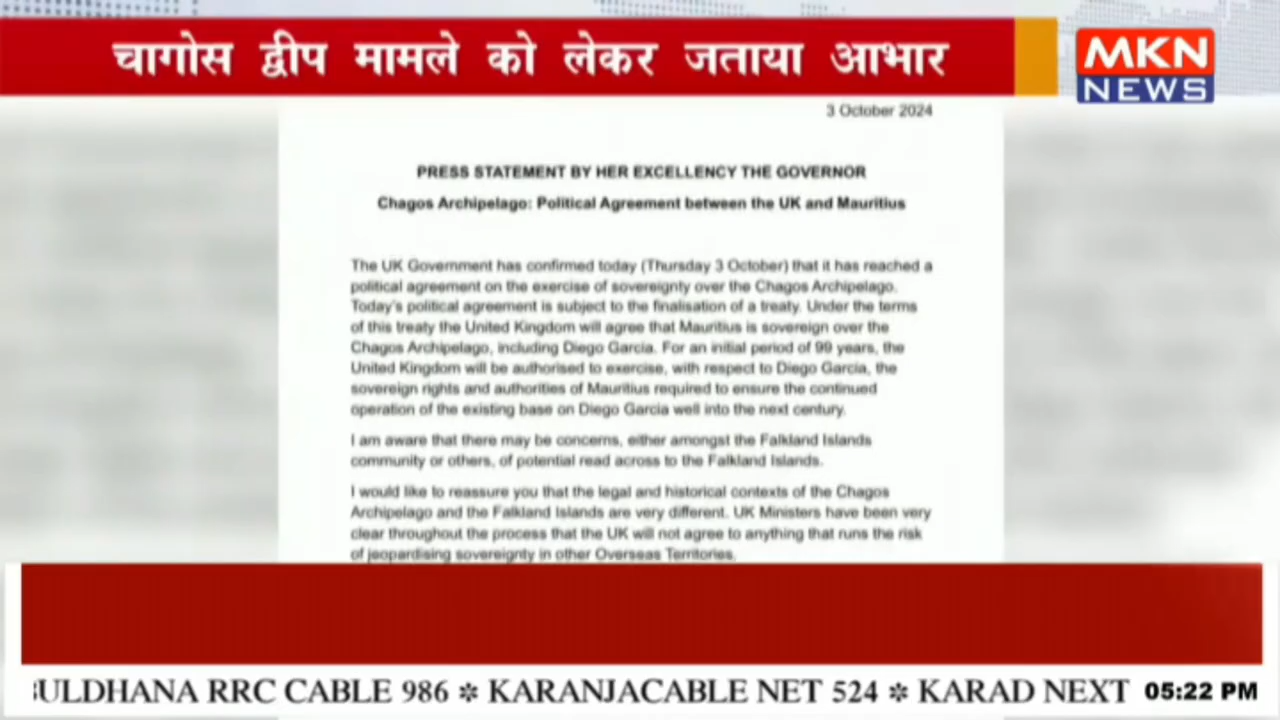 चागोस द्वीप मामले को लेकर जताया आभार
MKN
NEWS
3 October 2024
PRESS STATEMENT BY HER EXCELLENCY THE GOVERNOR
Chagos Archipelago: Political Agreement between the UK and Mauritius
The UK Government has confirmed today (Thursday 3 October) that it has reached a
political agreement on the exercise of sovereignty over the Chagos Archipelago.
Today's political agreement is subject to the finalisation of a treaty. Under the terms
of this treaty the United Kingdom will agree that Mauritius is sovereign over the
Chagos Archipelago, including Diego Garcia. For an initial period of 99 years, the
United Kingdom will be authorised to exercise, with respect to Diego Garcia, the
sovereign rights and authorities of Mauritius required to ensure the continued
operation of the existing base on Diego Garcia well into the next century.
I am aware that there may be concerns, either amongst the Falkland Islands
community or others, of potential read across to the Falkland Islands.
I would like to reassure you that the legal and historical contexts of the Chagos
Archipelago and the Falkland Islands are very different. UK Ministers have been very
clear throughout the process that the UK will not agree to anything that runs the risk
of jeopardising sovereignty in other Overseas Territories.
ULDHANA RRC CABLE 986 ✲ KARANJACABLE NET 524 ✲ KARAD NEXT 05:22 PM